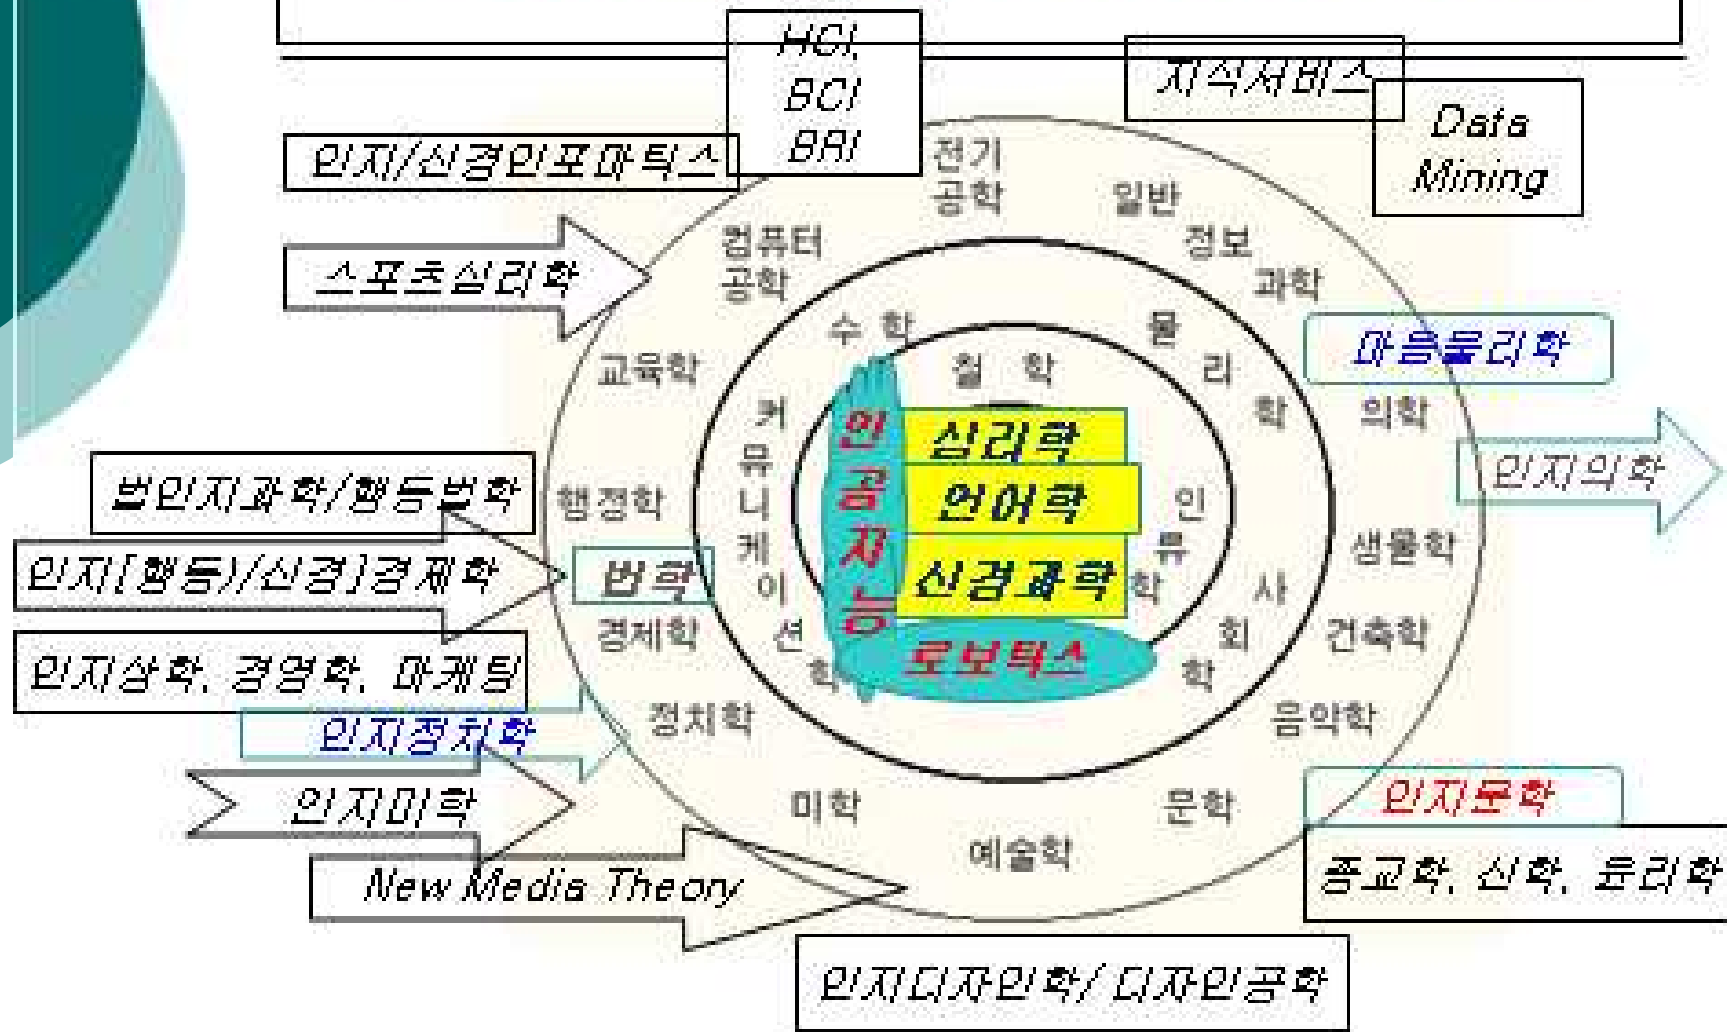 HCI,
BCI
BAI
지식서비스
Data
Mining
인지/신경인포마틱스
전기
공학
일반
정보
과학
컴퓨터
공학
스포츠심리학
수 학
물
리
학
마음물리학
교육학
철 학
의학
커
뮤
니
케
이
션
학
인
공
지
능
심리학
언어학
신경과학
로보틱스
인
류
학
인지의학
법인지과학/행동법학
행정학
인지[행동)/신경]경제학
법학
생물학
사
회
학
경제학
건축학
인지상학, 경영학, 마케팅
정치학
음악학
인지정치학
인지미학
미학
문학
인지문학
예술학
New Media Theory
종교학, 신학, 윤리학
인지디자인학/ 디자인공학